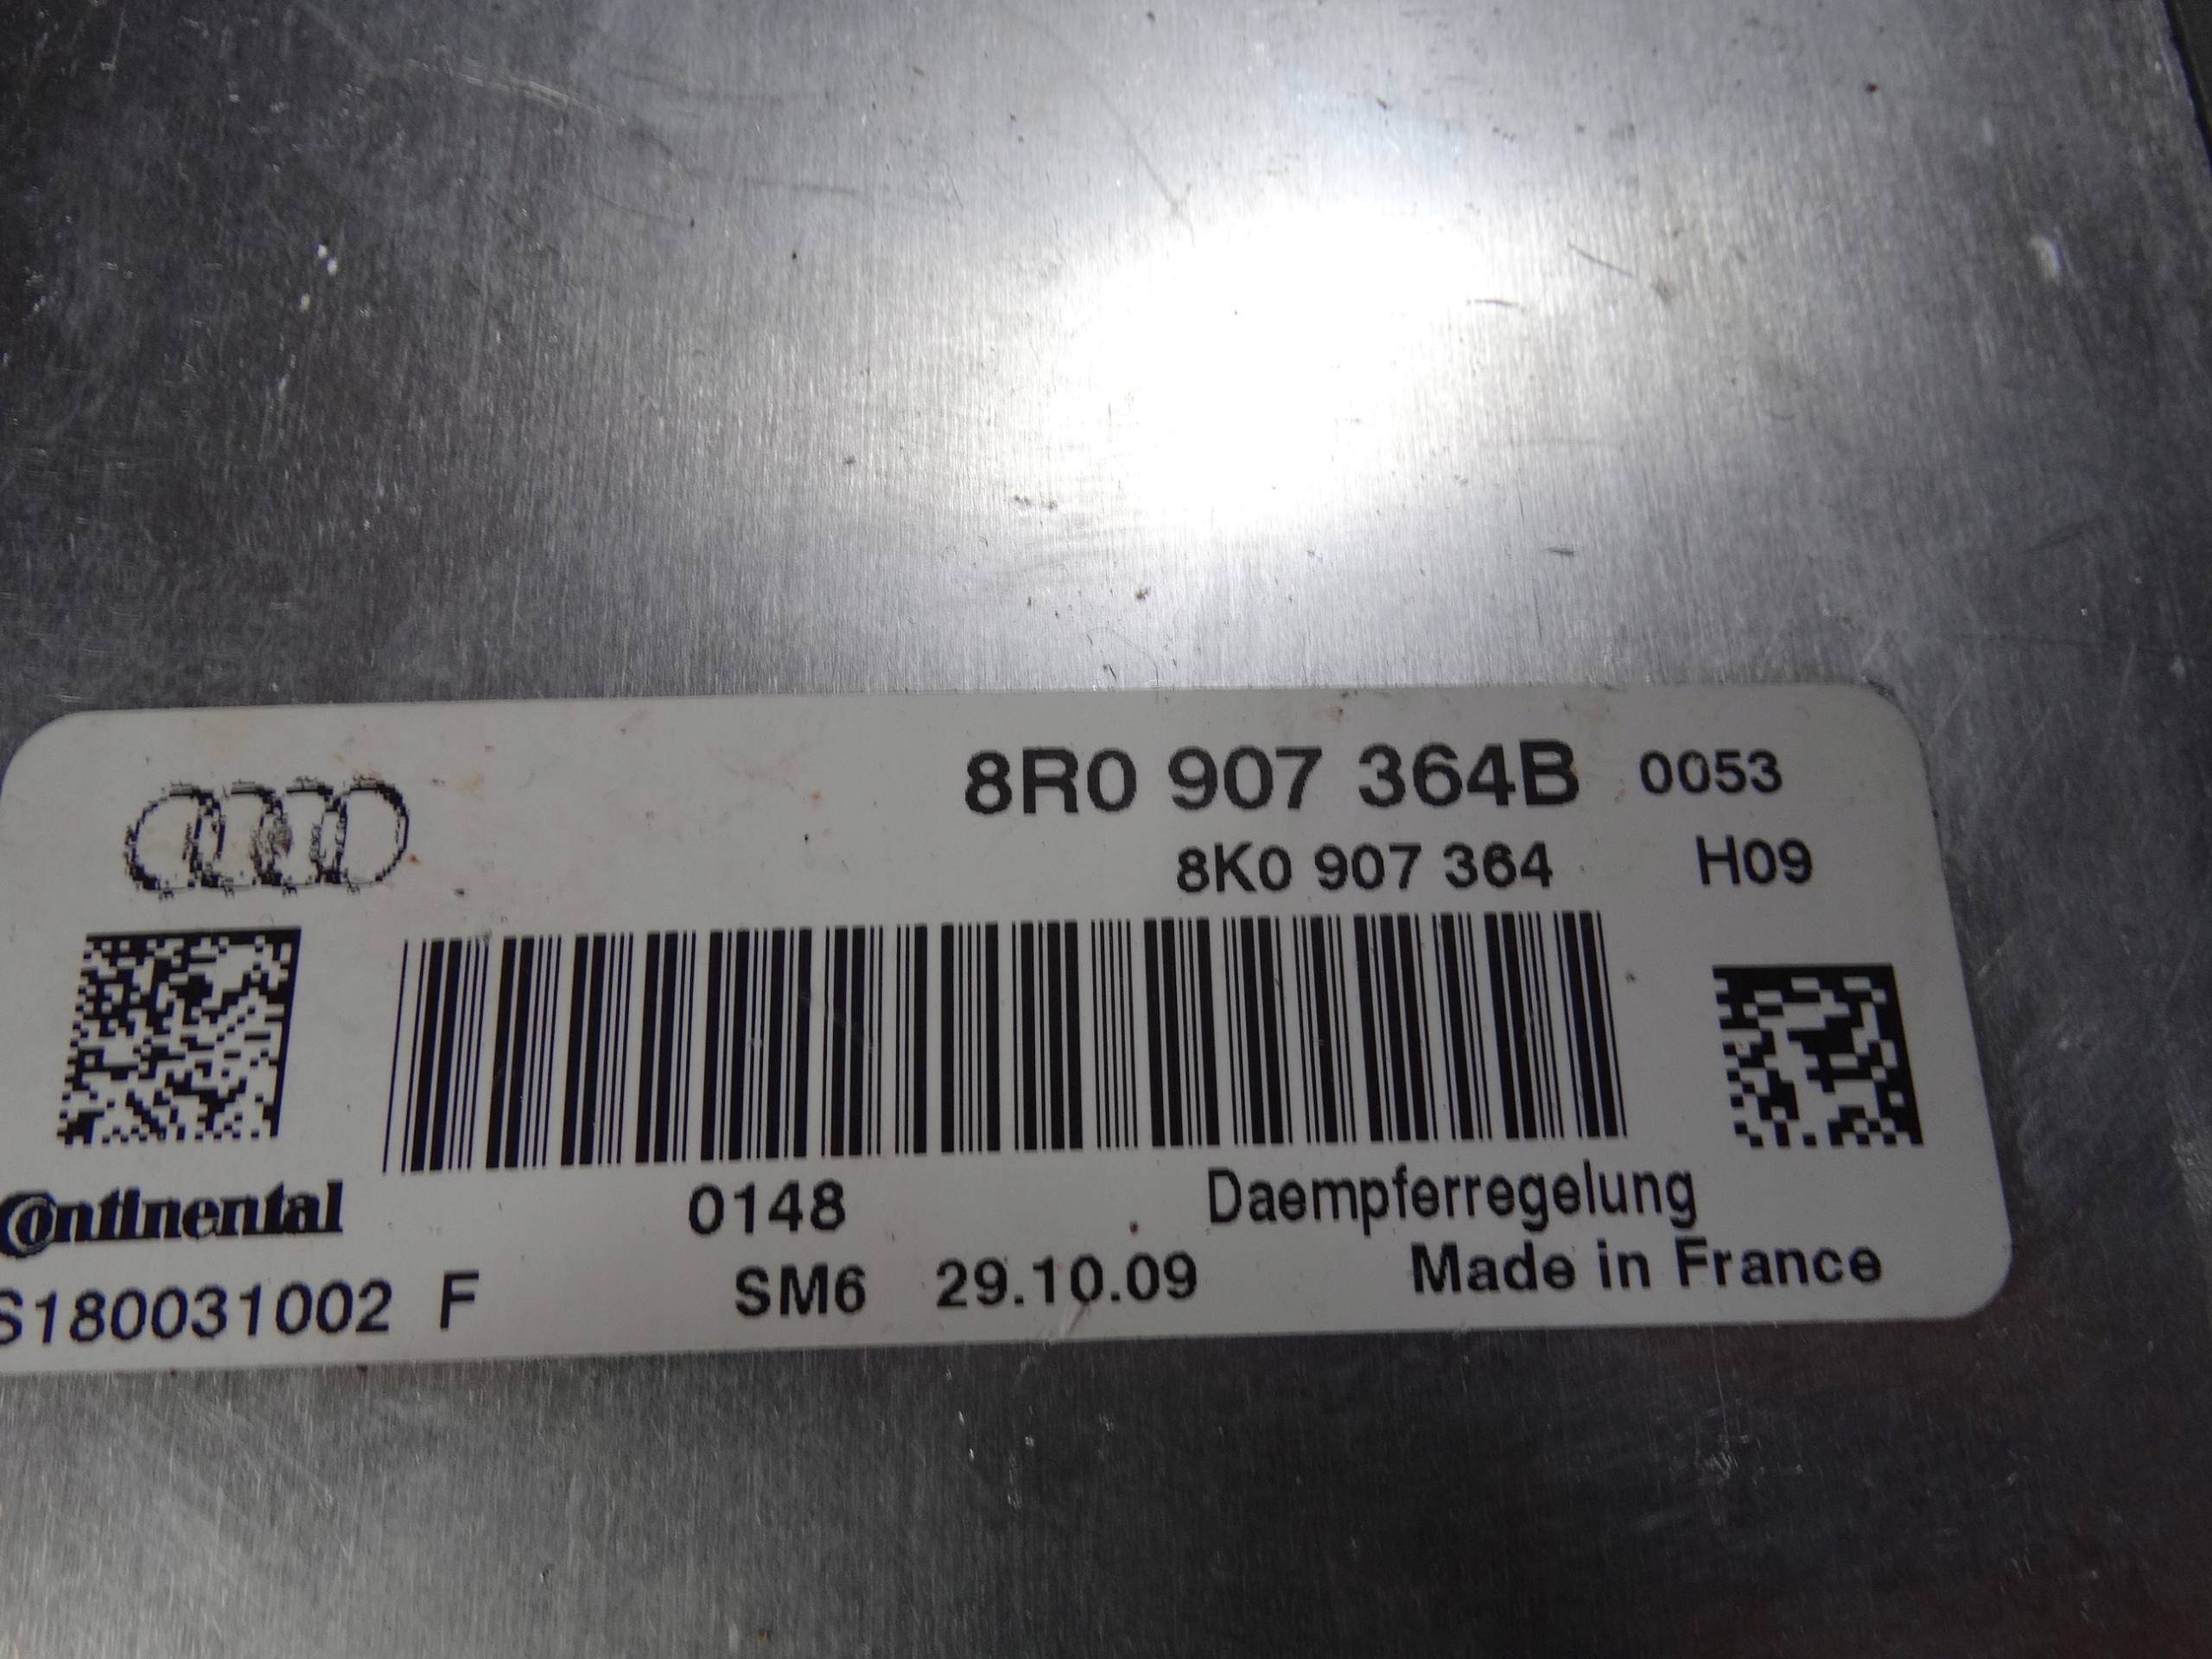 8R0 907 364B 0053
8K0 907 364 H09
Continental
0148
Daempferregelung
S180031002 F
SM6 29.10.09
Made in France